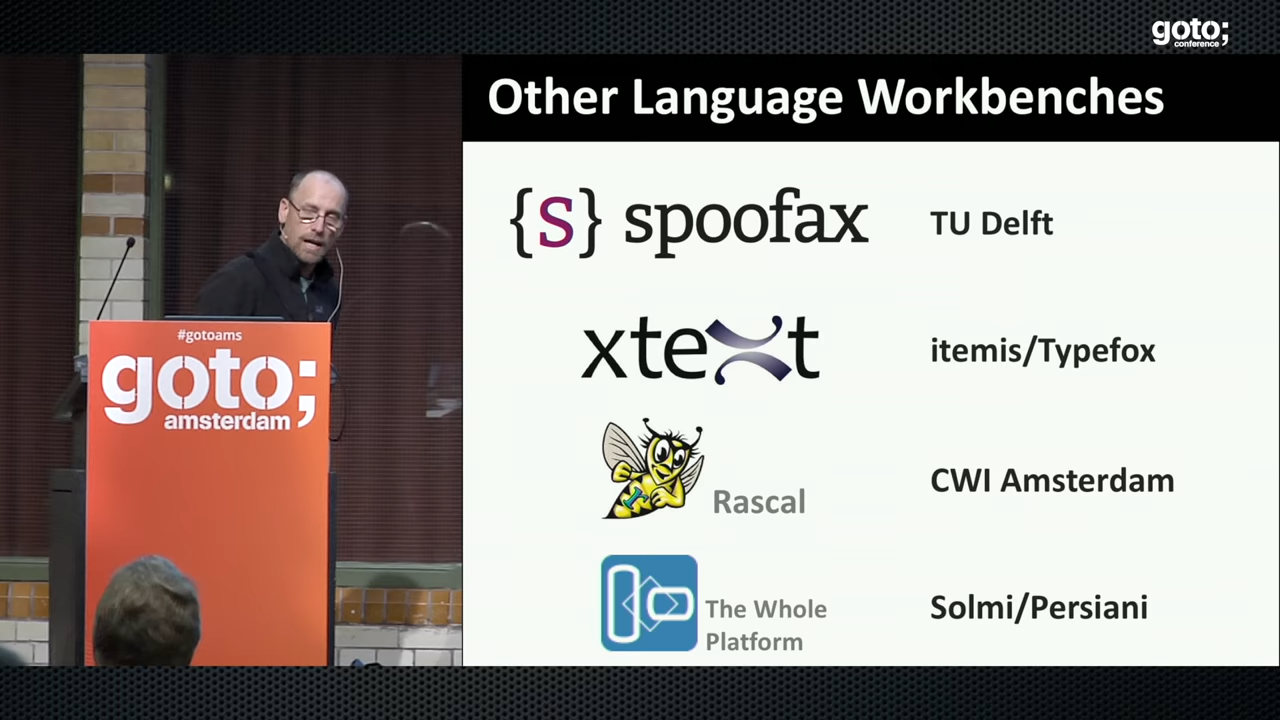 goto;
conference
Other Language Workbenches
{s} spoofax
TU Delft
xtext
itemis/Typefox
Rascal
CWI Amsterdam
The Whole
Platform
Solmi/Persiani
#gotoams
goto;
amsterdam